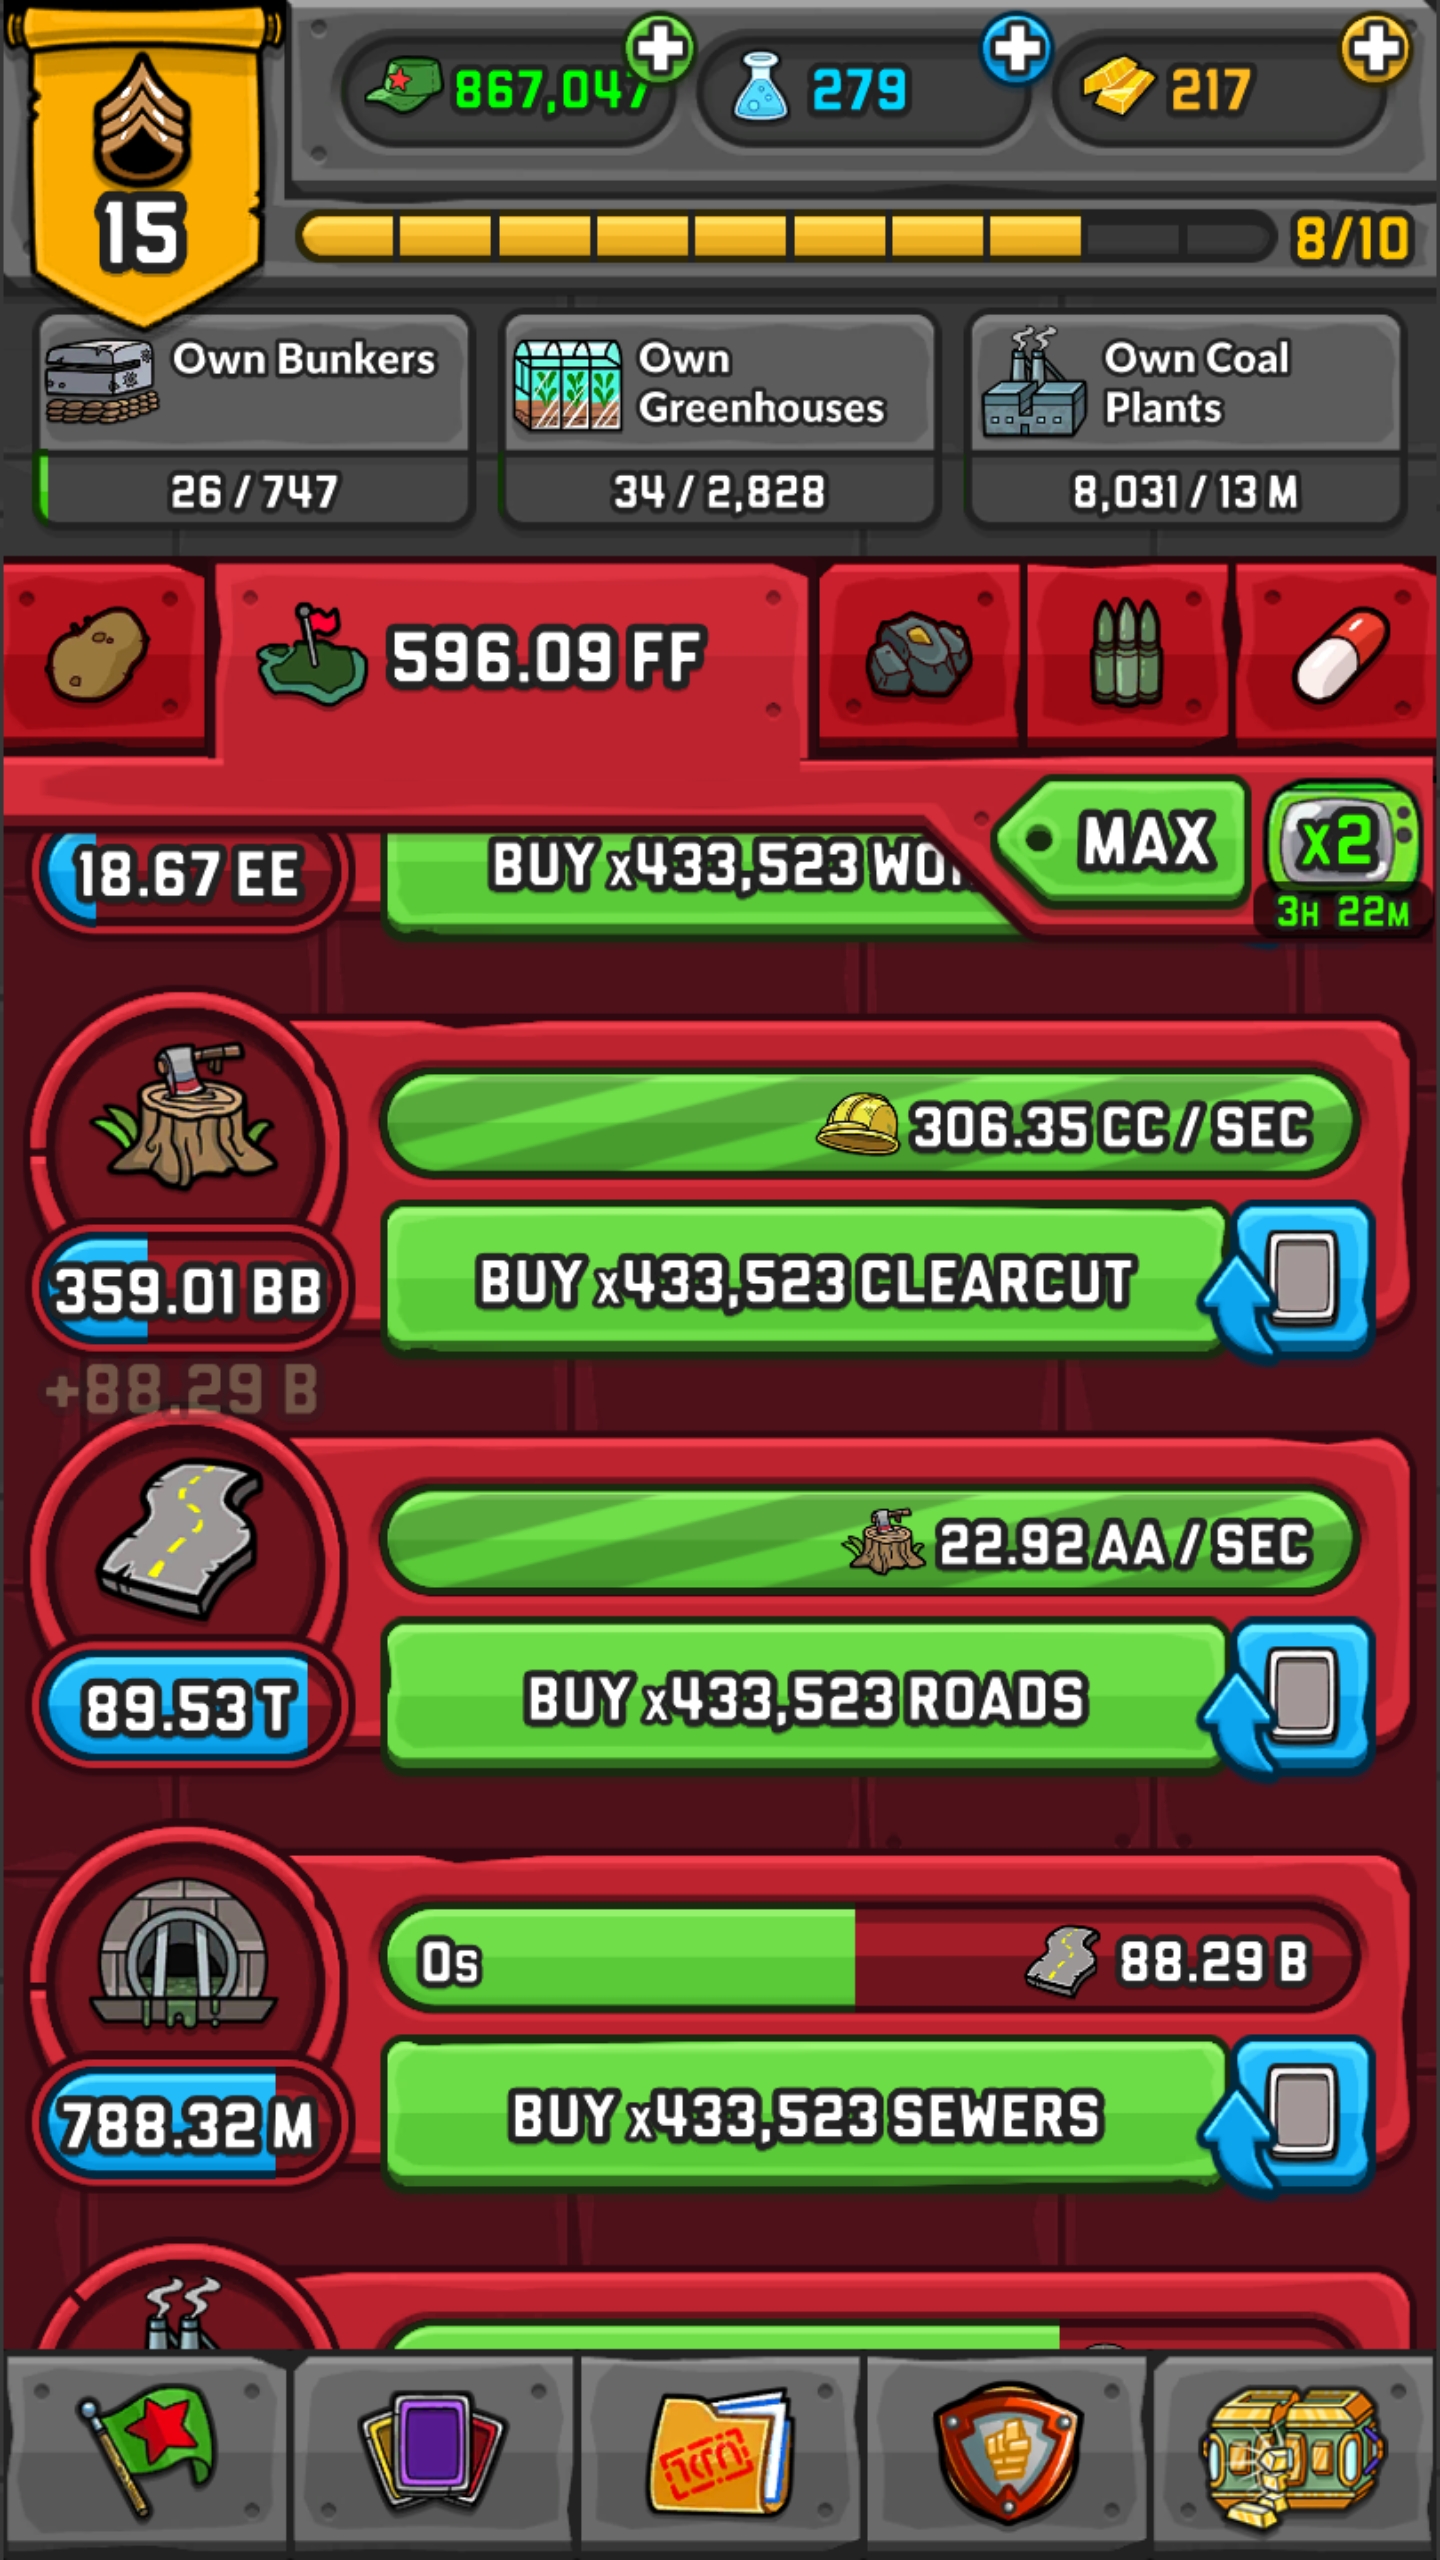 867,047
279
217
15
8/10
Own Bunkers
26 / 747
Own
Greenhouses
34 / 2,828
Own Coal
Plants
8,031 / 13 M
596.09 FF
MAX
x2
3H 22M
18.67 EE
BUY x433,523
306.35 CC / SEC
359.01 BB
BUY x433,523 CLEARCUT
+88.29 B
22.92 AA / SEC
89.53 T
BUY x433,523 ROADS
0s
88.29 B
788.32 M
BUY x433,523 SEWERS